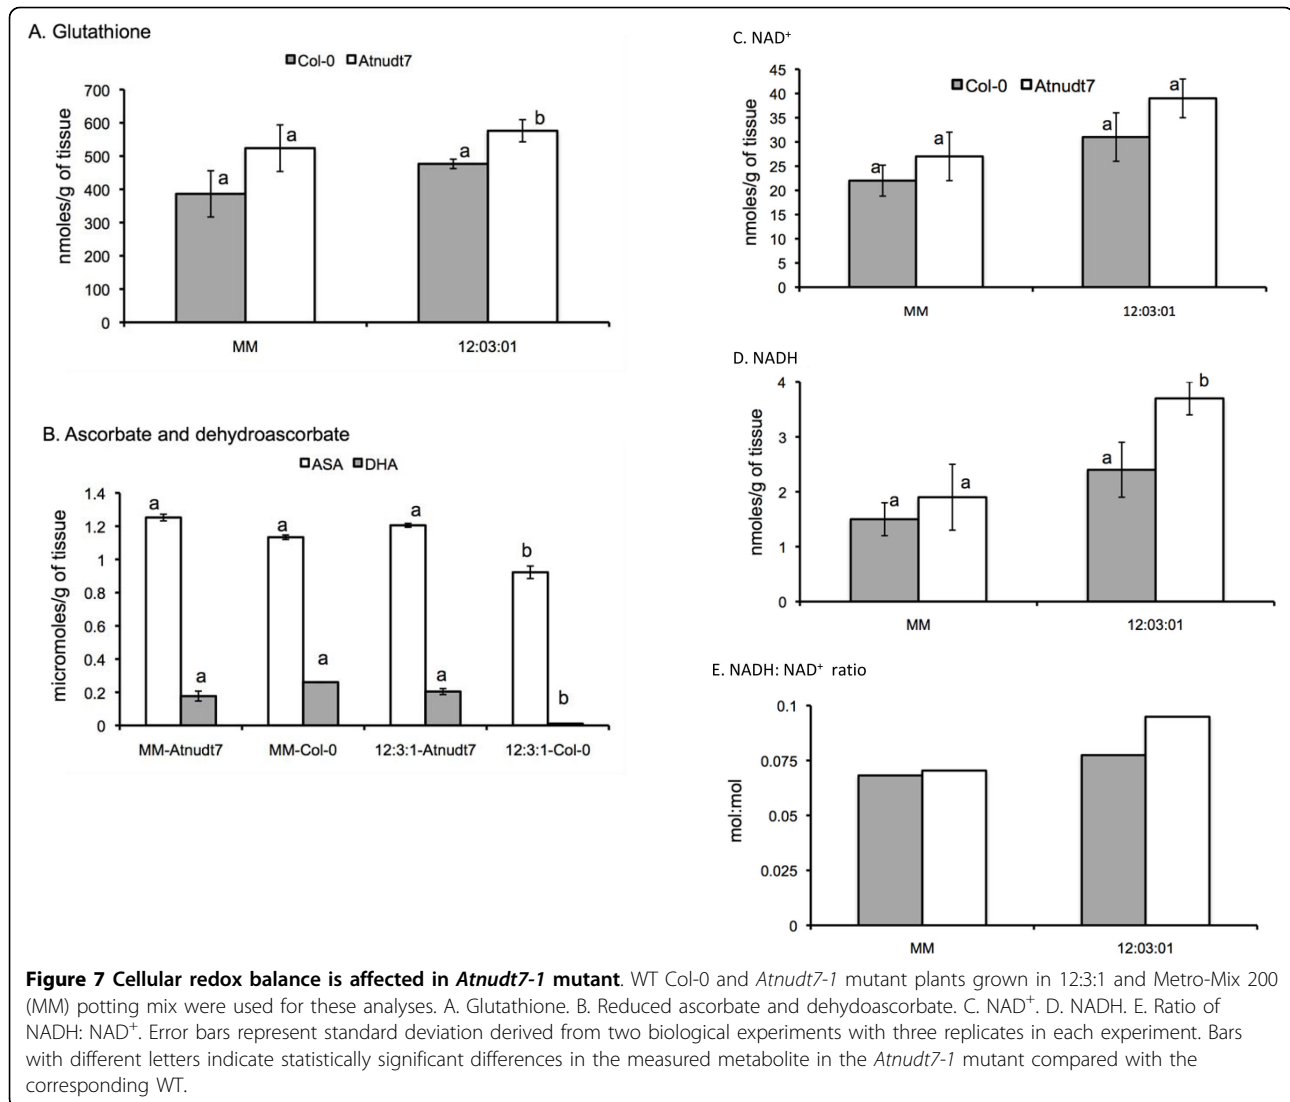 A. Glutathione
Col-0 Atnudt7
700
600
500
400
300
200
100
0
nmoles/g of tissue
a
a
a
b
MM
12:03:01
B. Ascorbate and dehydroascorbate
ASA DHA
1.4
1.2
1
0.8
0.6
0.4
0.2
0
micromoles/g of tissue
a
a
a
a
a
a
b
b
MM-Atnudt7
MM-Col-0
12:3:1-Atnudt7
12:3:1-Col-0
C. NAD⁺
Col-0 Atnudt7
45
40
35
30
25
20
15
10
5
0
nmoles/g of tissue
a
a
a
a
MM
12:03:01
D. NADH
4
3
2
1
0
nmoles/g of tissue
a
a
a
b
MM
12:03:01
E. NADH: NAD⁺ ratio
0.1
0.075
0.05
0.025
0
mol:mol
MM
12:03:01
Figure 7 Cellular redox balance is affected in Atnudt7-1 mutant. WT Col-0 and Atnudt7-1 mutant plants grown in 12:3:1 and Metro-Mix 200
(MM) potting mix were used for these analyses. A. Glutathione. B. Reduced ascorbate and dehydoascorbate. C. NAD⁺. D. NADH. E. Ratio of
NADH: NAD⁺. Error bars represent standard deviation derived from two biological experiments with three replicates in each experiment. Bars
with different letters indicate statistically significant differences in the measured metabolite in the Atnudt7-1 mutant compared with the
corresponding WT.